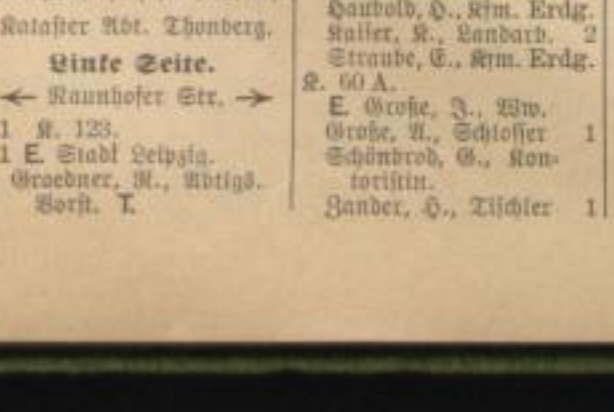 Kataster Abt. Thonberg.
Linke Seite.
← Naunhofer Str. →
1 K. 123.
1 E. Stadt Leipzig.
Graedner, R., Abtlgs.
Vorst. T.
Haubold, H., Kfm. Erdg.
Kaiser, K., Landarb. 2
Straube, E., Kfm. Erdg.
K. 60 A.
E. Große, J., Ww.
Große, A., Schlosser 1
Schönbrod, G., Kon-
toristin.
Zander, H., Tischler 1